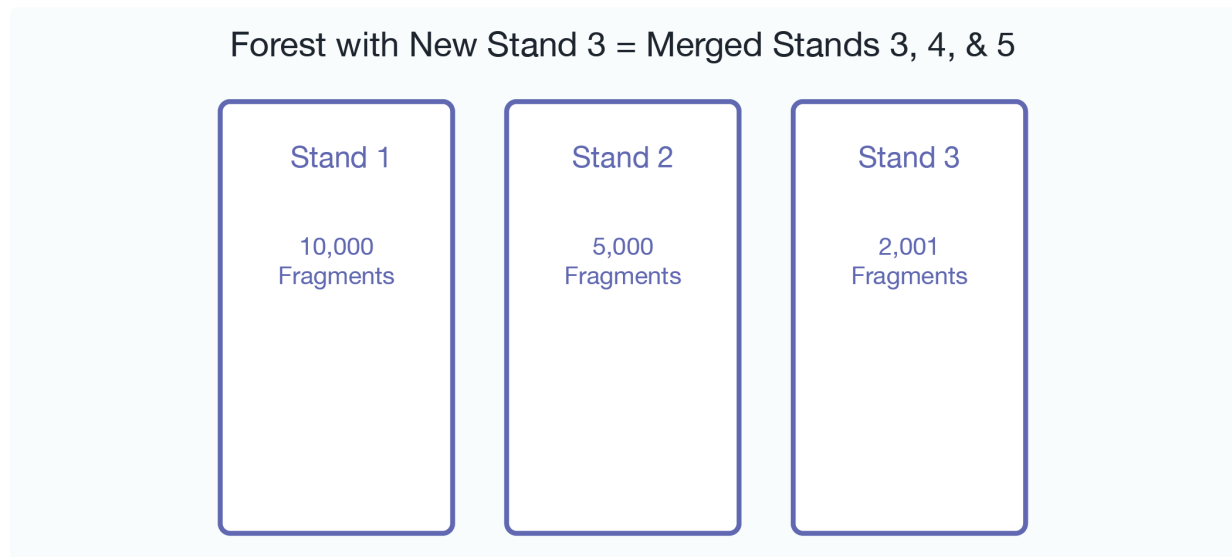 Forest with New Stand 3 = Merged Stands 3, 4, & 5
Stand 1
10,000
Fragments
Stand 2
5,000
Fragments
Stand 3
2,001
Fragments